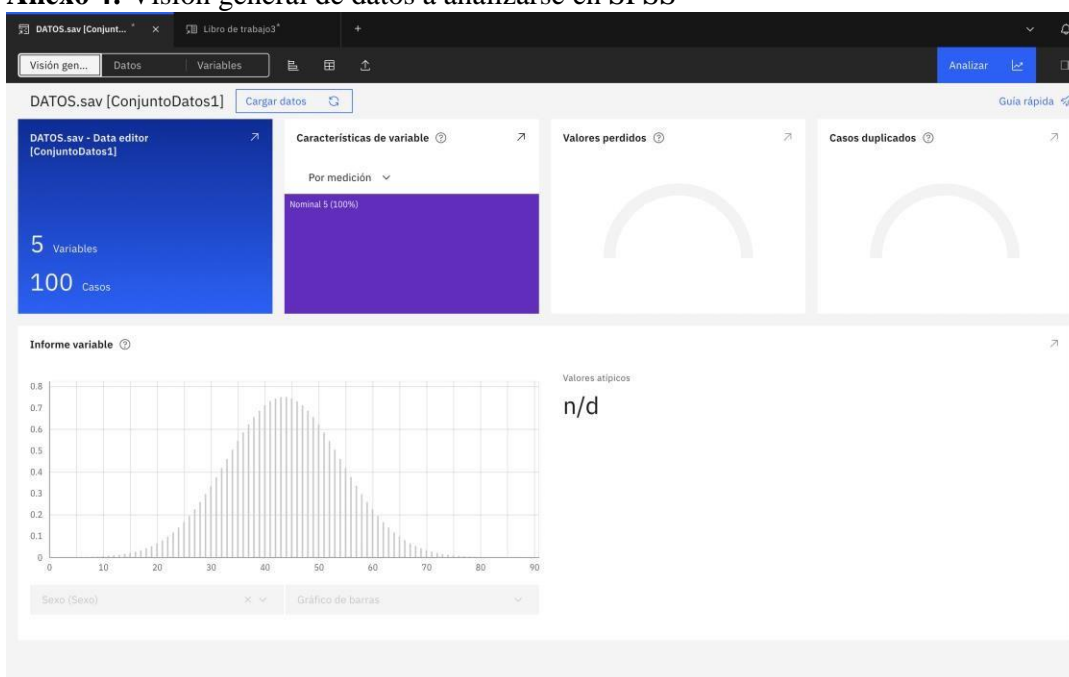 Anexo 4. Visión general de datos a analizarse en SPSS
DATOS.sav [Conjunt... * ×
Libro de trabajo3*
+
Visión gen...
Datos
Variables
Analizar
DATOS.sav [ConjuntoDatos1]
Cargar datos
Guía rápida
DATOS.sav - Data editor
[ConjuntoDatos1]
5 Variables
100 Casos
Características de variable ?
Por medición
Nominal 5 (100%)
Valores perdidos ?
Casos duplicados ?
Informe variable ?
0.8
0.7
0.6
0.5
0.4
0.3
0.2
0.1
0
0 10 20 30 40 50 60 70 80 90
Sexo (Sexo) ×
Gráfico de barras
Valores atípicos
n/d